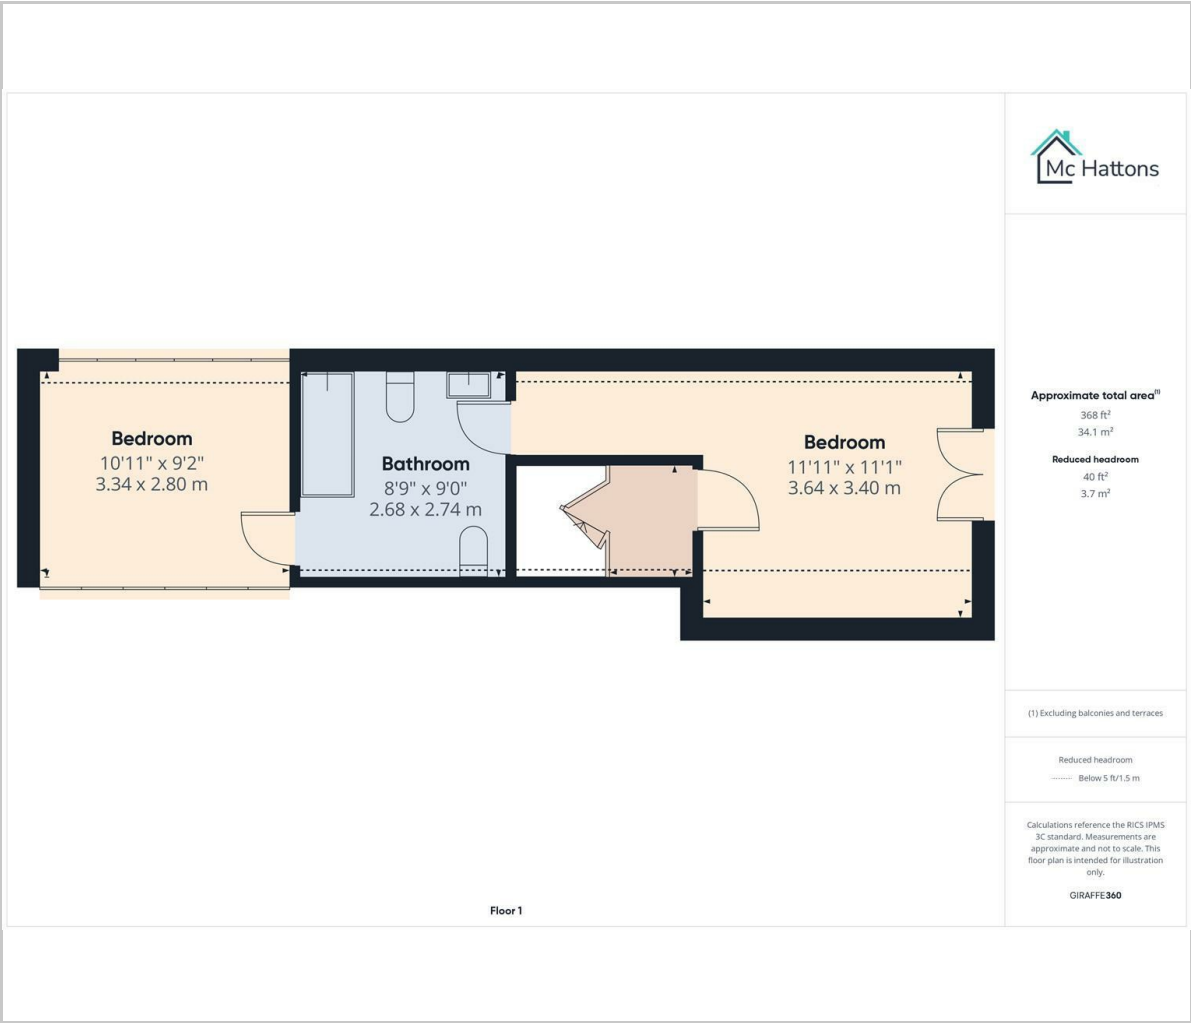 Mc Hattons
Bedroom
10'11" x 9'2"
3.34 x 2.80 m
Bathroom
8'9" x 9'0"
2.68 x 2.74 m
Bedroom
11'11" x 11'1"
3.64 x 3.40 m
Floor 1
Approximate total area(1)
368 ft²
34.1 m²
Reduced headroom
40 ft²
3.7 m²
(1) Excluding balconies and terraces
Reduced headroom
Below 5 ft/1.5 m
Calculations reference the RICS IPMS
3C standard. Measurements are
approximate and not to scale. This
floor plan is intended for illustration
only.
GIRAFFE360